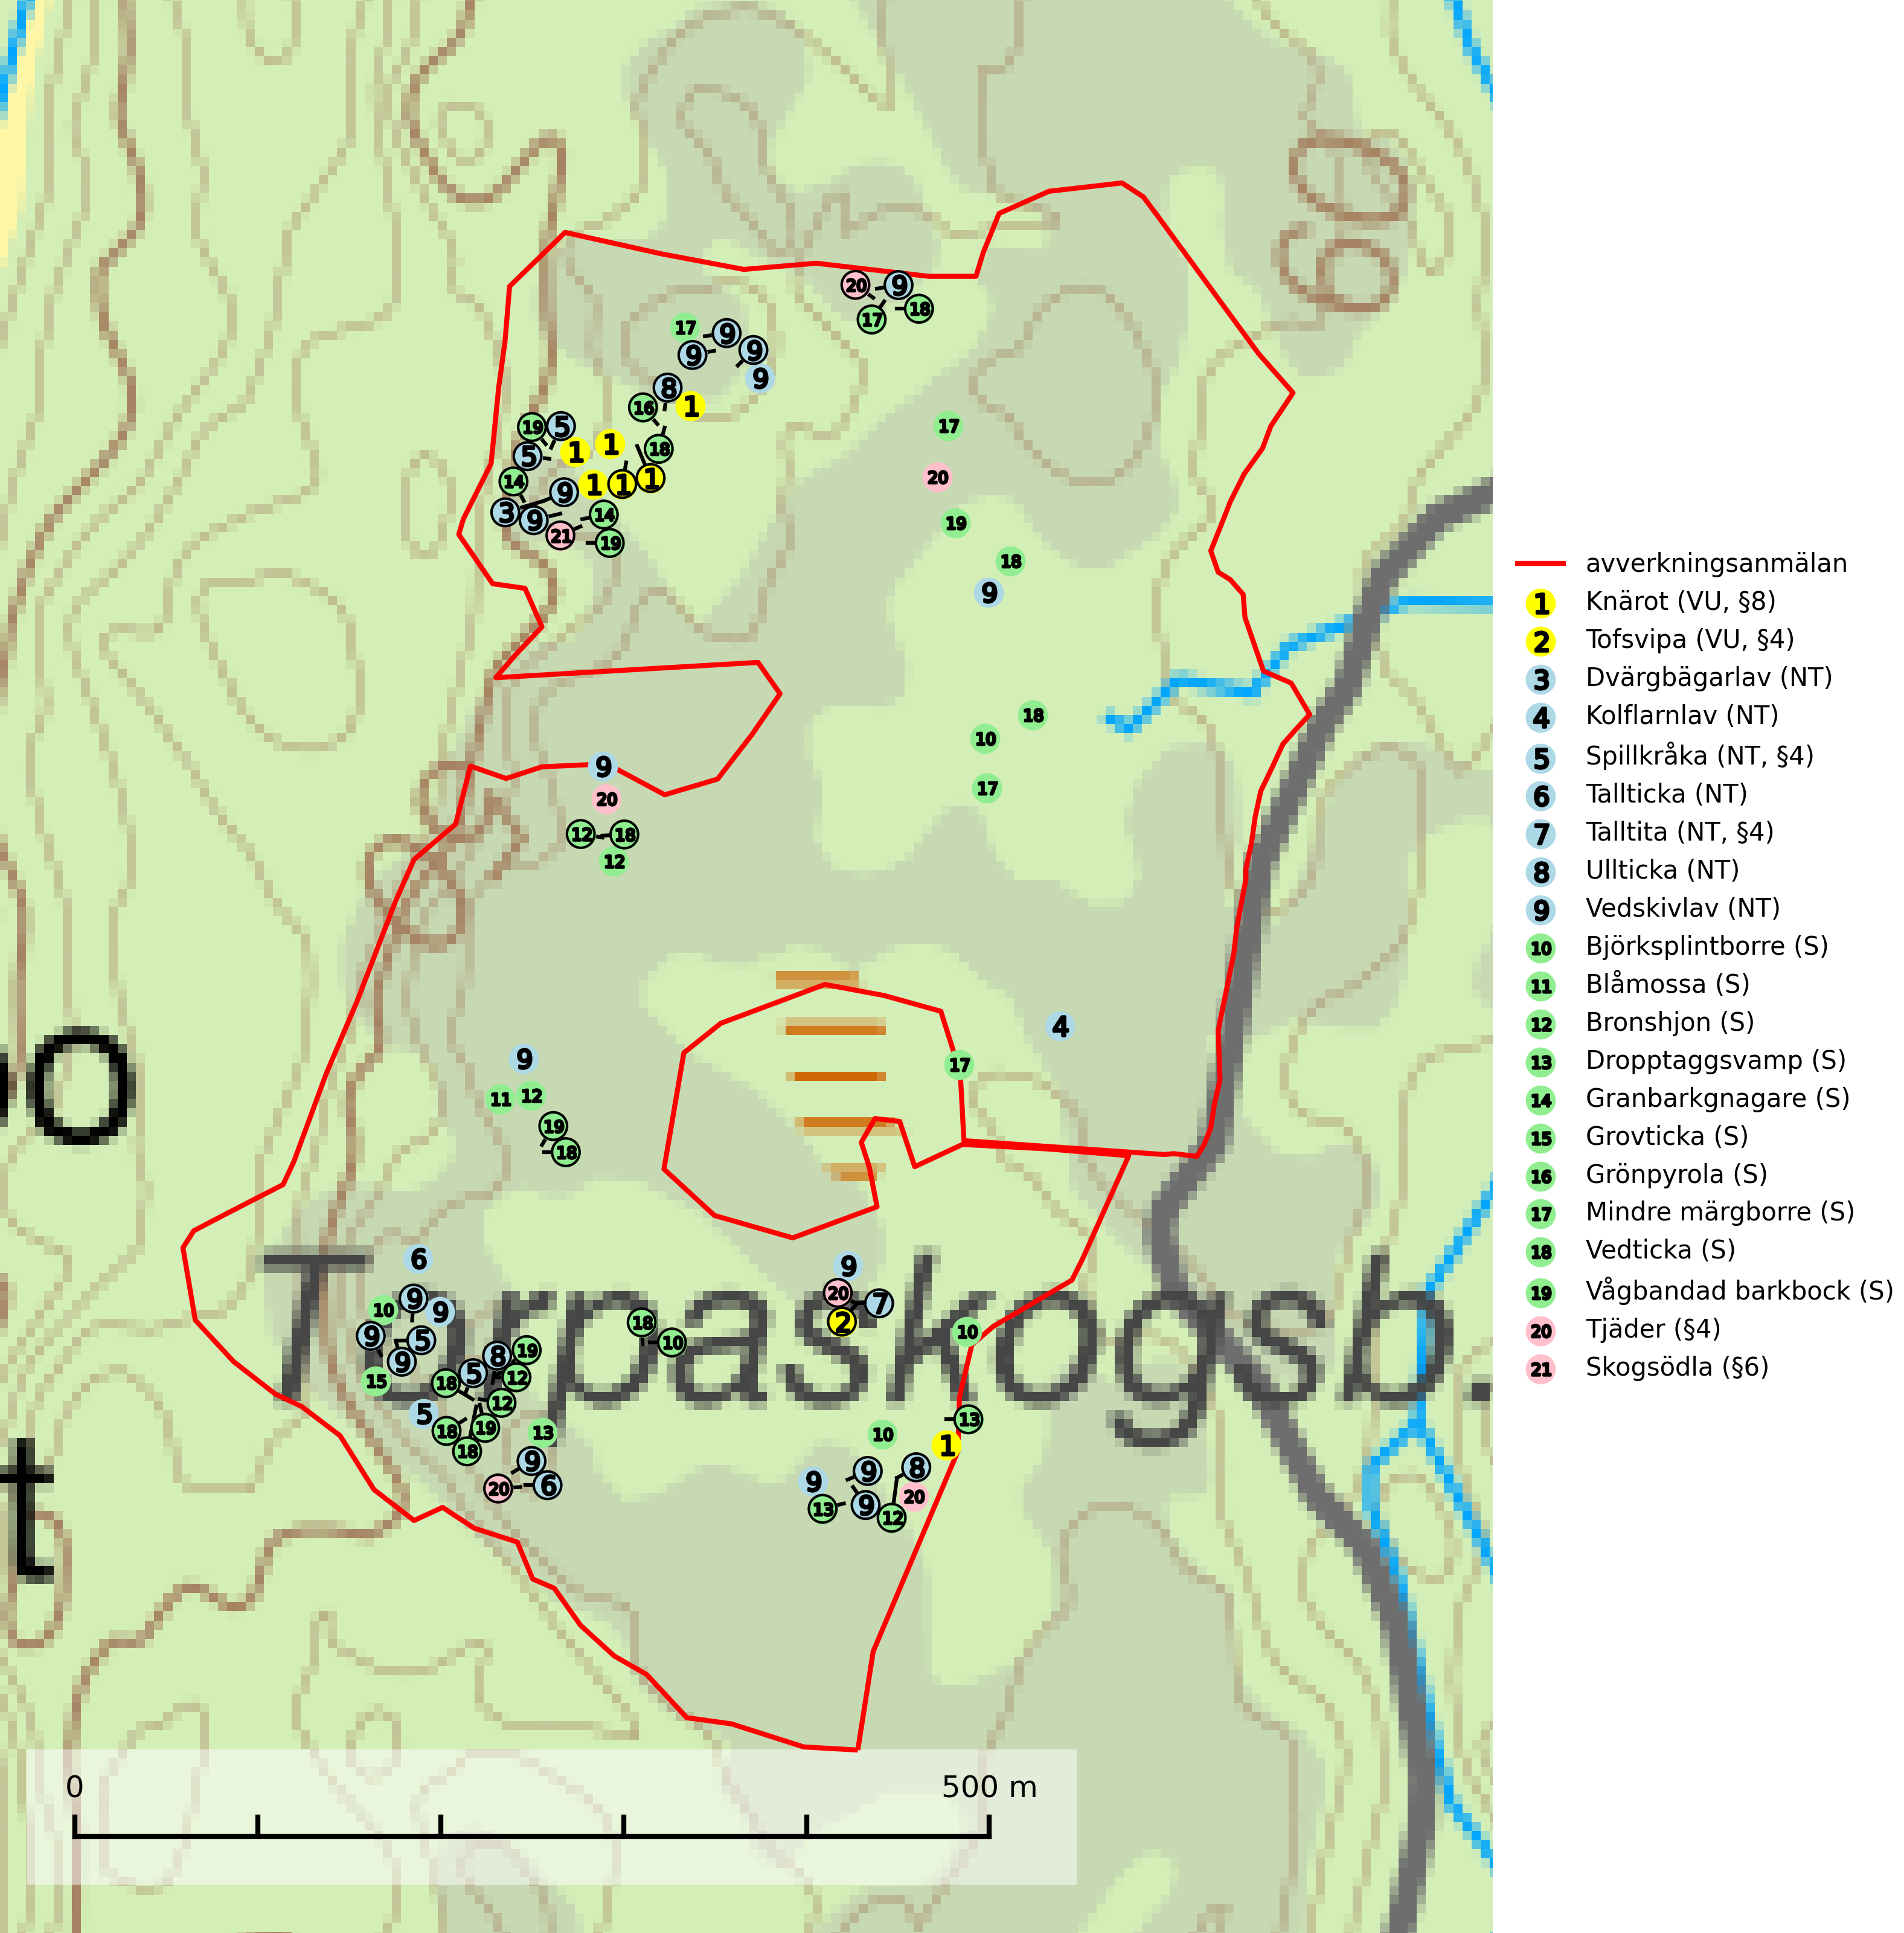 60
o
Turpaskogsb.
t
0 500 m
avverkningsanmälan
1 Knärot (VU, §8)
2 Tofsvipa (VU, §4)
3 Dvärgbägarlav (NT)
4 Kolflarnlav (NT)
5 Spillkråka (NT, §4)
6 Tallticka (NT)
7 Talltita (NT, §4)
8 Ullticka (NT)
9 Vedskivlav (NT)
10 Björksplintborre (S)
11 Blåmossa (S)
12 Bronshjon (S)
13 Dropptaggsvamp (S)
14 Granbarkgnagare (S)
15 Grovticka (S)
16 Grönpyrola (S)
17 Mindre märgborre (S)
18 Vedticka (S)
19 Vågbandad barkbock (S)
20 Tjäder (§4)
21 Skogsödla (§6)